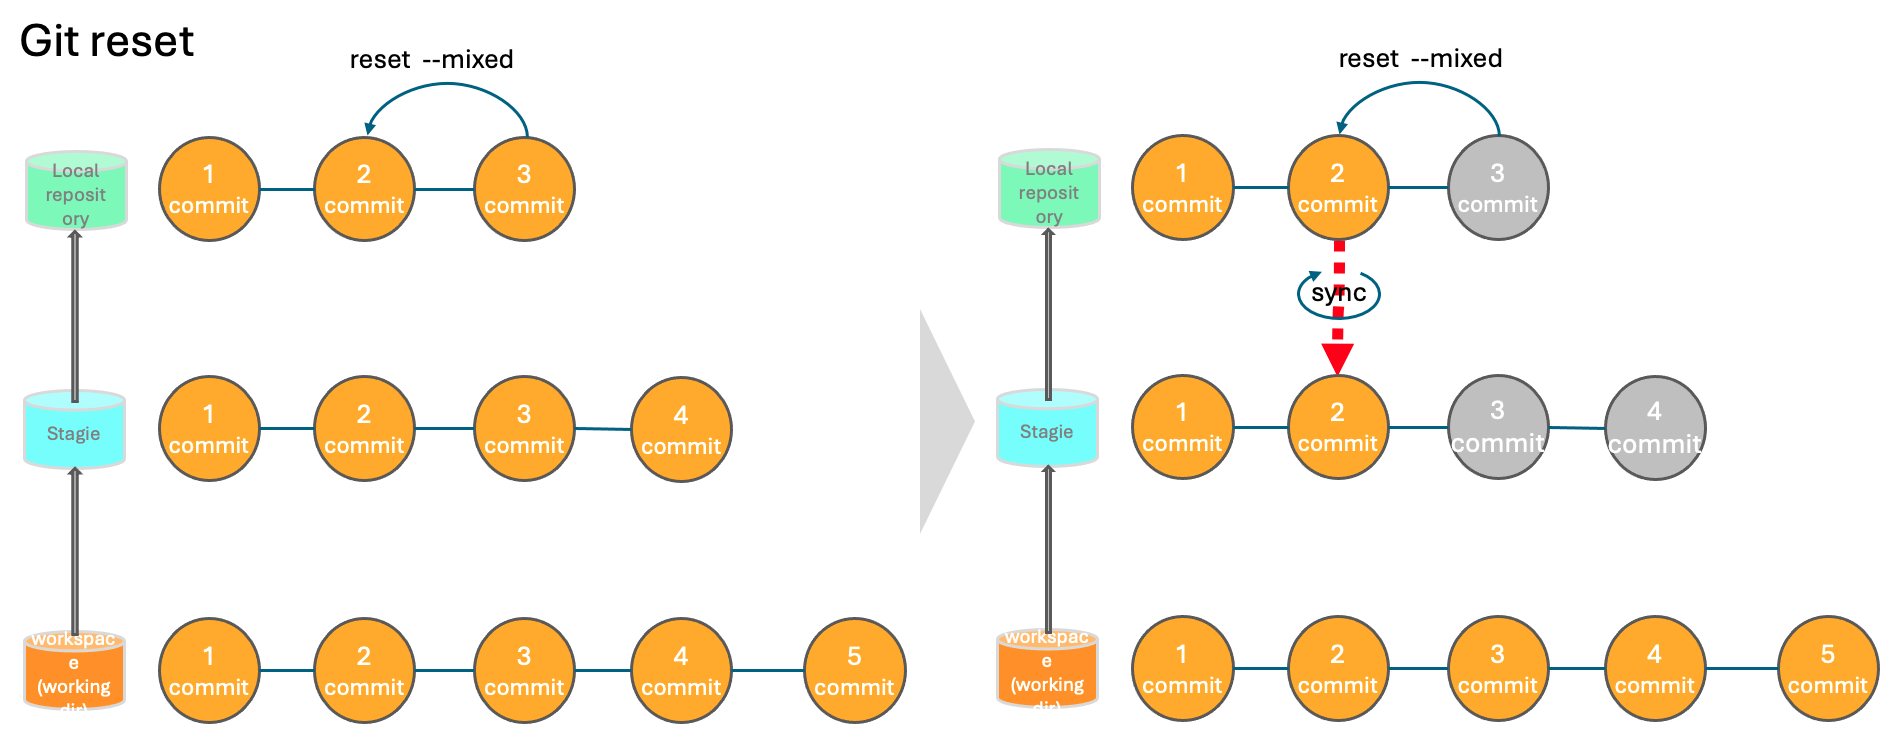 Git reset
reset --mixed
Local
reposit
ory
1
commit
2
commit
3
commit
Stagie
1
commit
2
commit
3
commit
4
commit
workspac
e
(working
dir)
1
commit
2
commit
3
commit
4
commit
5
commit
reset --mixed
Local
reposit
ory
1
commit
2
commit
3
commit
sync
Stagie
1
commit
2
commit
3
commit
4
commit
workspac
e
(working
dir)
1
commit
2
commit
3
commit
4
commit
5
commit